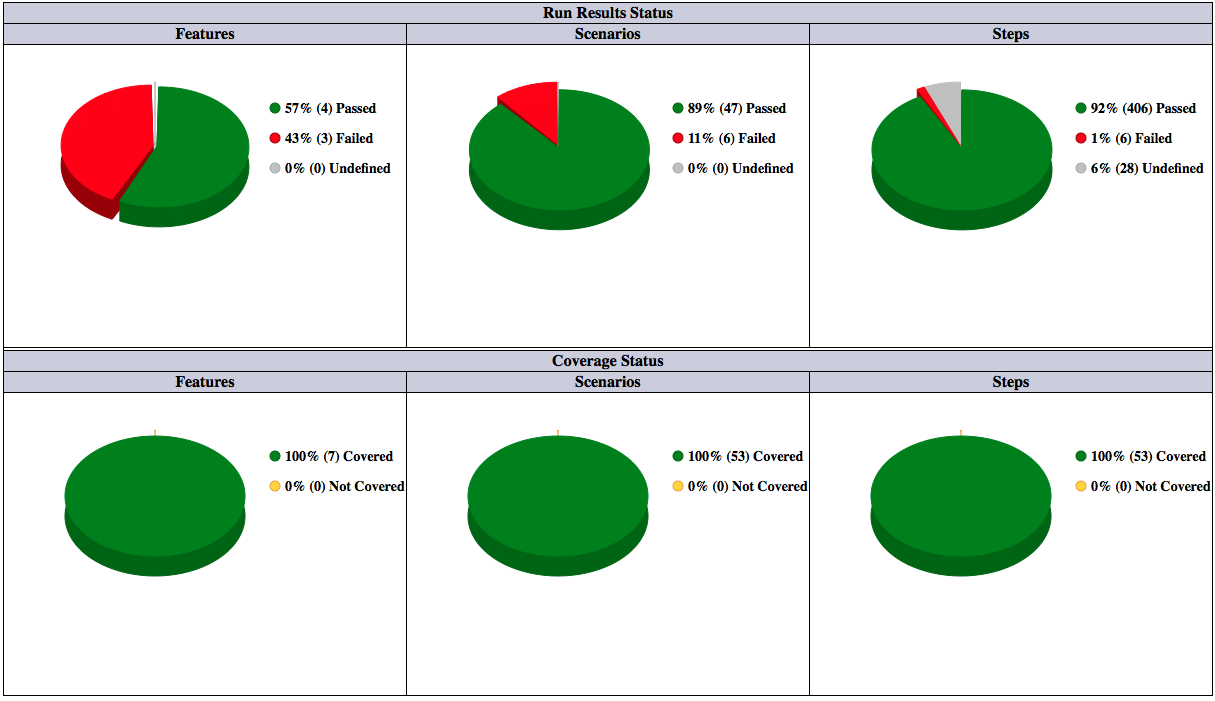 Run Results Status
Features
Scenarios
Steps
57% (4) Passed
43% (3) Failed
0% (0) Undefined
89% (47) Passed
11% (6) Failed
0% (0) Undefined
92% (406) Passed
1% (6) Failed
6% (28) Undefined
Coverage Status
Features
Scenarios
Steps
100% (7) Covered
0% (0) Not Covered
100% (53) Covered
0% (0) Not Covered
100% (53) Covered
0% (0) Not Covered